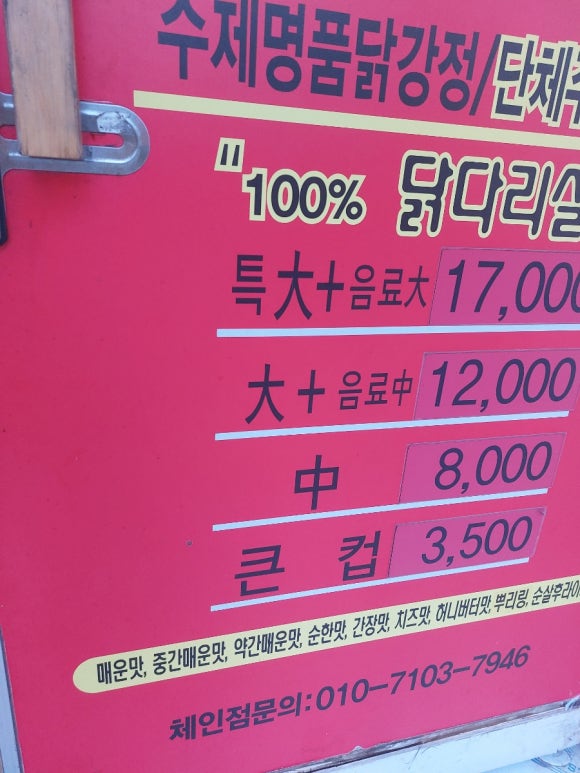 수제명품닭강정/단체
"100% 닭다리살
특大+음료大 17,000
大+음료中 12,000
中 8,000
큰 컵 3,500
매운맛, 중간매운맛, 약간매운맛, 순한맛, 간장맛, 치즈맛, 허니버터맛, 뿌리링, 순살후라이
체인점문의:010-7103-7946